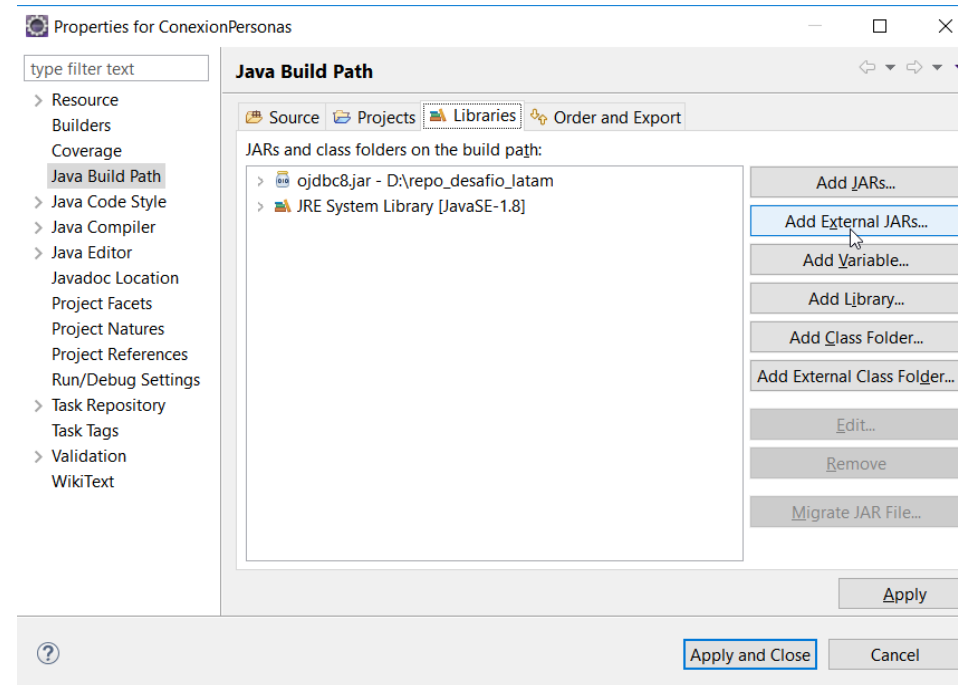 Properties for ConexionPersonas
type filter text
Resource
Builders
Coverage
Java Build Path
Java Code Style
Java Compiler
Java Editor
Javadoc Location
Project Facets
Project Natures
Project References
Run/Debug Settings
Task Repository
Task Tags
Validation
WikiText
Java Build Path
Source Projects Libraries Order and Export
JARs and class folders on the build path:
ojdbc8.jar - D:\repo_desafio_latam
JRE System Library [JavaSE-1.8]
Add JARs...
Add External JARs...
Add Variable...
Add Library...
Add Class Folder...
Add External Class Folder...
Edit...
Remove
Migrate JAR File...
Apply
?
Apply and Close
Cancel